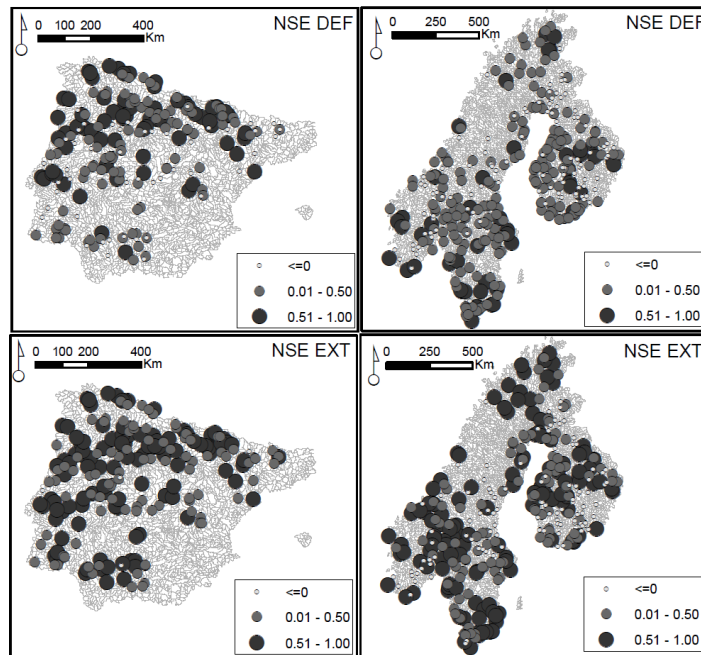 NSE DEF
0 100 200 400
Km
<=0
0.01 - 0.50
0.51 - 1.00
NSE DEF
0 250 500
Km
<=0
0.01 - 0.50
0.51 - 1.00
NSE EXT
0 100 200 400
Km
<=0
0.01 - 0.50
0.51 - 1.00
NSE EXT
0 250 500
Km
<=0
0.01 - 0.50
0.51 - 1.00